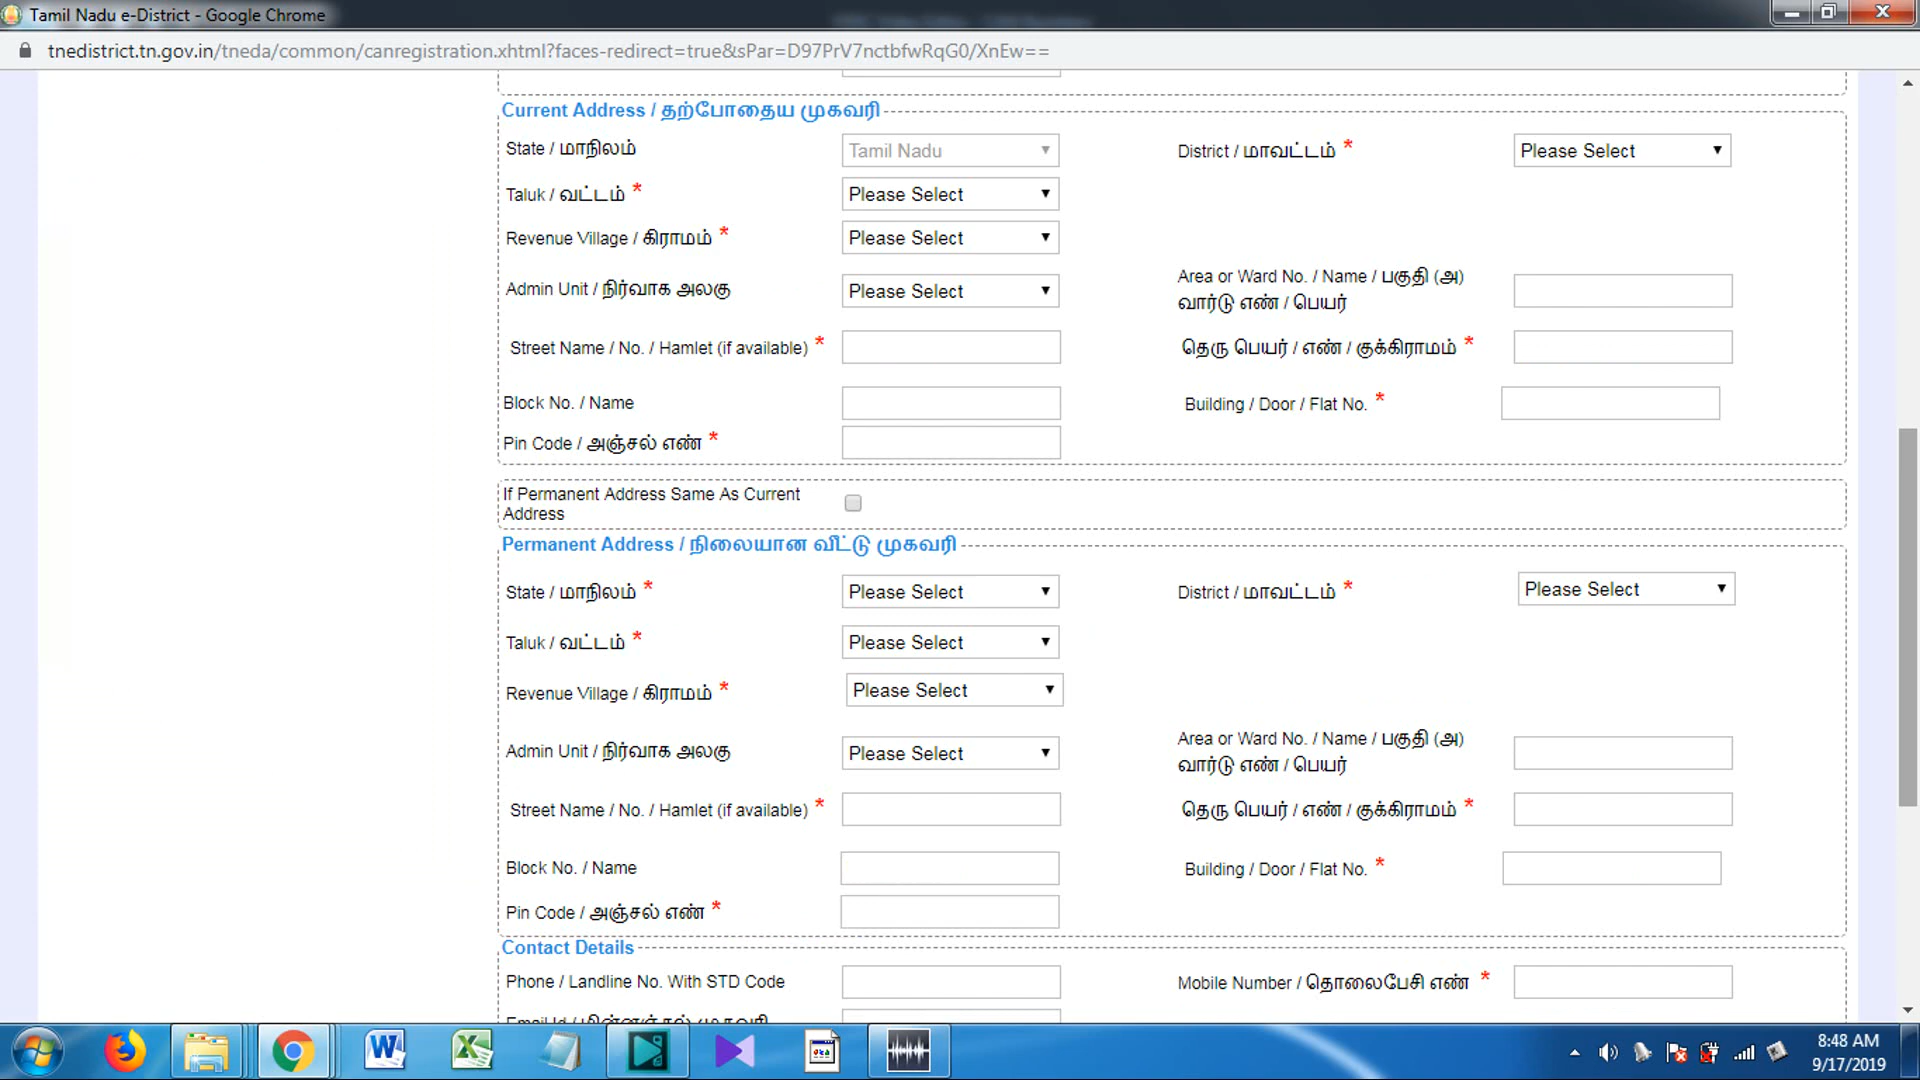 Tamil Nadu e-District - Google Chrome
tnedistrict.tn.gov.in/tneda/common/canregistration.xhtml?faces-redirect=true&sPar=D97PrV7nctbfwRqG0/XnEw==
Current Address / தற்போதைய முகவரி
State / மாநிலம் Tamil Nadu District / மாவட்டம் * Please Select
Taluk / வட்டம் * Please Select
Revenue Village / கிராமம் * Please Select
Admin Unit / நிர்வாக அலகு Please Select Area or Ward No. / Name / பகுதி (அ)
வார்டு எண் / பெயர்
Street Name / No. / Hamlet (if available) * தெரு பெயர் / எண் / குக்கிராமம் *
Block No. / Name Building / Door / Flat No. *
Pin Code / அஞ்சல் எண் *
If Permanent Address Same As Current
Address
Permanent Address / நிலையான வீட்டு முகவரி
State / மாநிலம் * Please Select District / மாவட்டம் * Please Select
Taluk / வட்டம் * Please Select
Revenue Village / கிராமம் * Please Select
Admin Unit / நிர்வாக அலகு Please Select Area or Ward No. / Name / பகுதி (அ)
வார்டு எண் / பெயர்
Street Name / No. / Hamlet (if available) * தெரு பெயர் / எண் / குக்கிராமம் *
Block No. / Name Building / Door / Flat No. *
Pin Code / அஞ்சல் எண் *
Contact Details
Phone / Landline No. With STD Code Mobile Number / தொலைபேசி எண் *
Email Id / மின்னஞ்சல் முகவரி
8:48 AM
9/17/2019